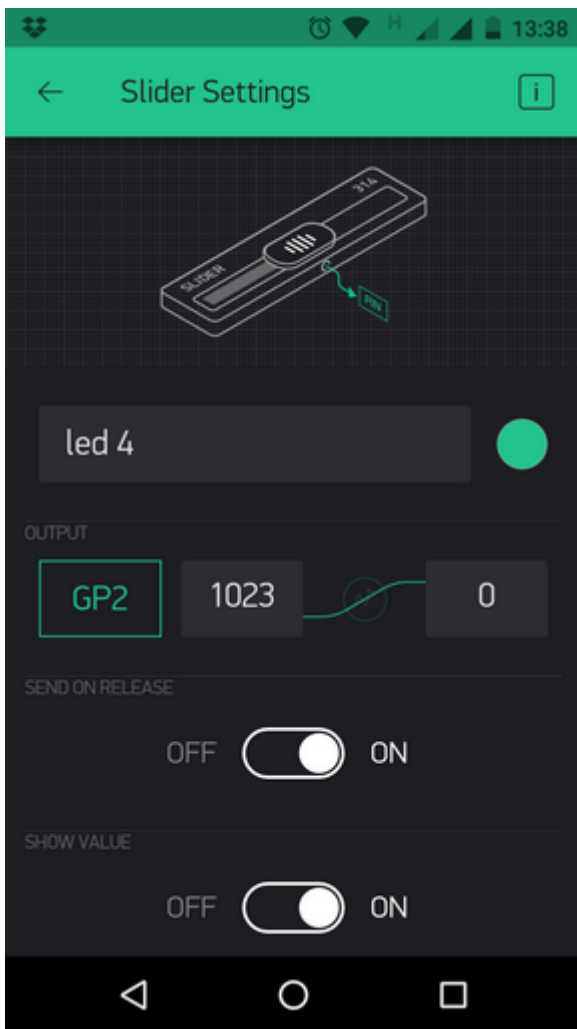 H 13:38
Slider Settings
i
314
SLIDER
PIN
led 4
OUTPUT
GP2 1023 0
SEND ON RELEASE
OFF ON
SHOW VALUE
OFF ON